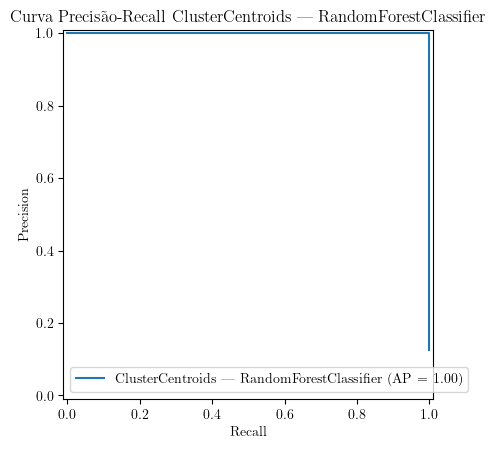 Curva Precisão-Recall ClusterCentroids — RandomForestClassifier
1.0
0.8
0.6
0.4
0.2
0.0
Precision
ClusterCentroids — RandomForestClassifier (AP = 1.00)
0.0 0.2 0.4 0.6 0.8 1.0
Recall